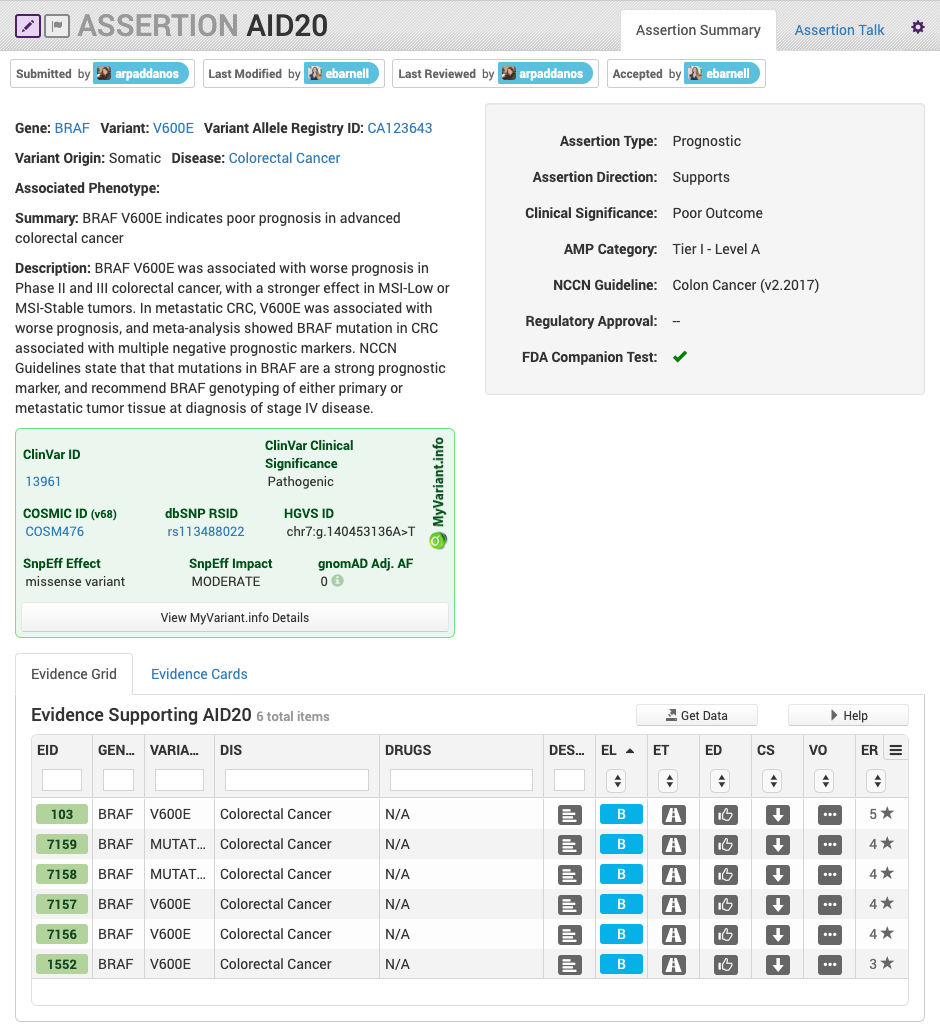 ASSERTION AID20
Assertion Summary
Assertion Talk
Submitted by arpaddanos
Last Modified by ebarnell
Last Reviewed by arpaddanos
Accepted by ebarnell
Gene: BRAF Variant: V600E Variant Allele Registry ID: CA123643
Variant Origin: Somatic Disease: Colorectal Cancer
Associated Phenotype:
Summary: BRAF V600E indicates poor prognosis in advanced
colorectal cancer
Description: BRAF V600E was associated with worse prognosis in
Phase II and III colorectal cancer, with a stronger effect in MSI-Low or
MSI-Stable tumors. In metastatic CRC, V600E was associated with
worse prognosis, and meta-analysis showed BRAF mutation in CRC
associated with multiple negative prognostic markers. NCCN
Guidelines state that that mutations in BRAF are a strong prognostic
marker, and recommend BRAF genotyping of either primary or
metastatic tumor tissue at diagnosis of stage IV disease.
Assertion Type: Prognostic
Assertion Direction: Supports
Clinical Significance: Poor Outcome
AMP Category: Tier I - Level A
NCCN Guideline: Colon Cancer (v2.2017)
Regulatory Approval: --
FDA Companion Test: ✔
ClinVar ID
13961
ClinVar Clinical
Significance
Pathogenic
MyVariant.info
COSMIC ID (v68) dbSNP RSID HGVS ID
COSM476 rs113488022 chr7:g.140453136A>T
SnpEff Effect SnpEff Impact gnomAD Adj. AF
missense variant MODERATE 0
View MyVariant.info Details
Evidence Grid
Evidence Cards
Evidence Supporting AID20 6 total items
Get Data
Help
EID GEN... VARIA... DIS DRUGS DES... EL ET ED CS VO ER
103 BRAF V600E Colorectal Cancer N/A B 5 ★
7159 BRAF MUTAT... Colorectal Cancer N/A B 4 ★
7158 BRAF MUTAT... Colorectal Cancer N/A B 4 ★
7157 BRAF V600E Colorectal Cancer N/A B 4 ★
7156 BRAF V600E Colorectal Cancer N/A B 4 ★
1552 BRAF V600E Colorectal Cancer N/A B 3 ★